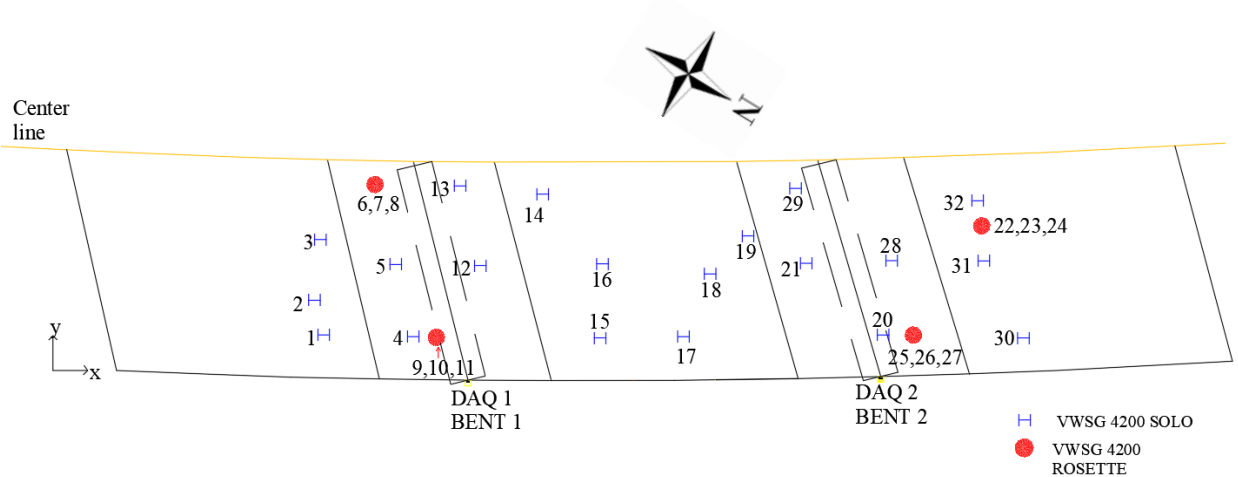 N
Center
line
13
29
6,7,8
14
32
22,23,24
3
19
28
5
12
16
21
31
18
2
y
15
20
1
4
17
30
9,10,11
25,26,27
x
DAQ 1
BENT 1
DAQ 2
BENT 2
VWSG 4200 SOLO
VWSG 4200
ROSETTE